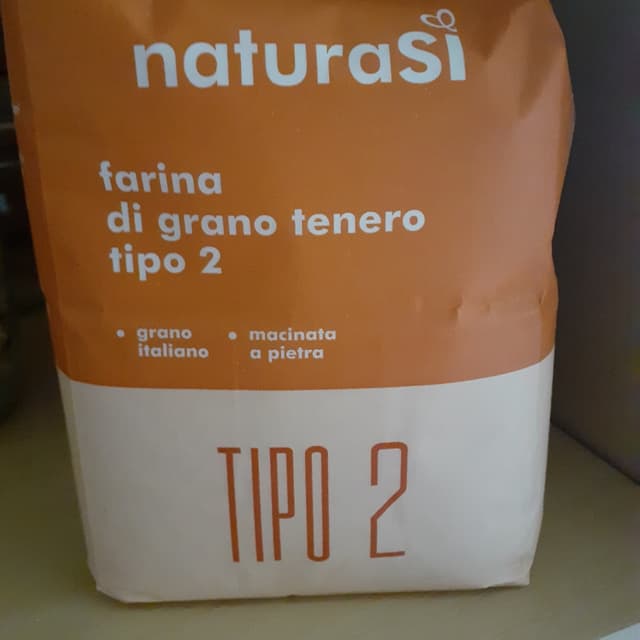 naturaSì
farina
di grano tenero
tipo 2
• grano italiano
• macinata a pietra
TIPO 2